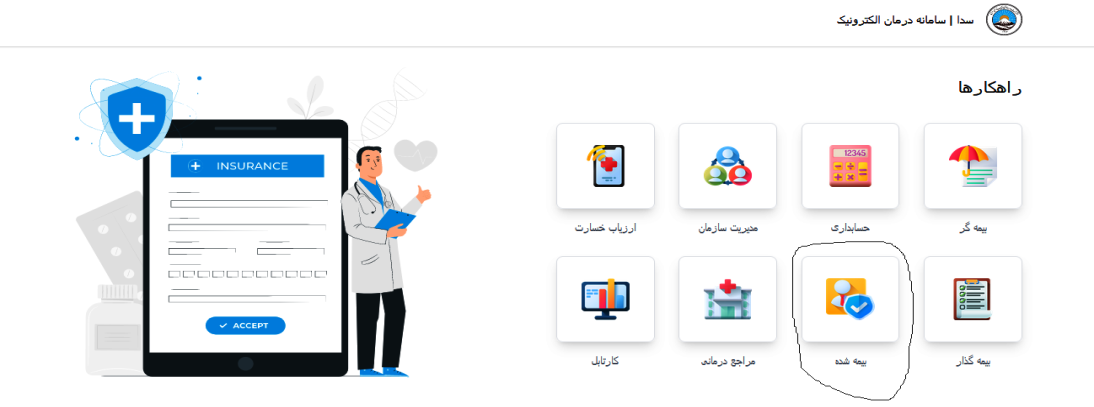 سدا | سامانه درمان الکترونیک
راهکارها
بیمه گر
حسابداری
مدیریت سازمان
ارزیاب خسارت
بیمه گذار
بیمه شده
مراجع درمانی
کارتابل
12345
INSURANCE
ACCEPT